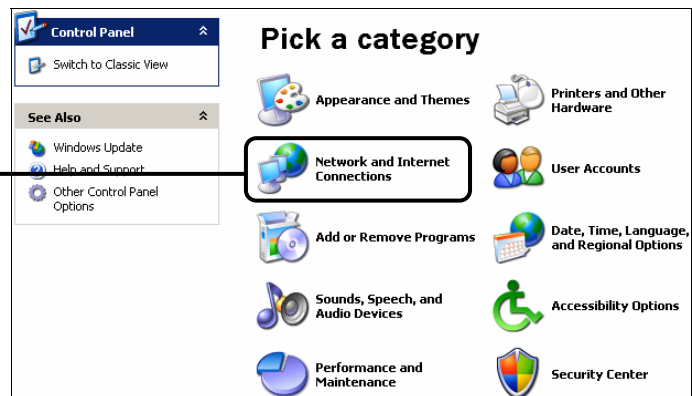 Control Panel
Switch to Classic View
See Also
Windows Update
Help and Support
Other Control Panel
Options
Pick a category
Appearance and Themes
Printers and Other
Hardware
Network and Internet
Connections
User Accounts
Add or Remove Programs
Date, Time, Language,
and Regional Options
Sounds, Speech, and
Audio Devices
Accessibility Options
Performance and
Maintenance
Security Center